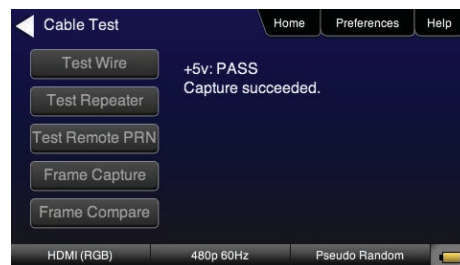 Cable Test
Home
Preferences
Help
Test Wire
Test Repeater
Test Remote PRN
Frame Capture
Frame Compare
+5v: PASS
Capture succeeded.
HDMI (RGB)
480p 60Hz
Pseudo Random